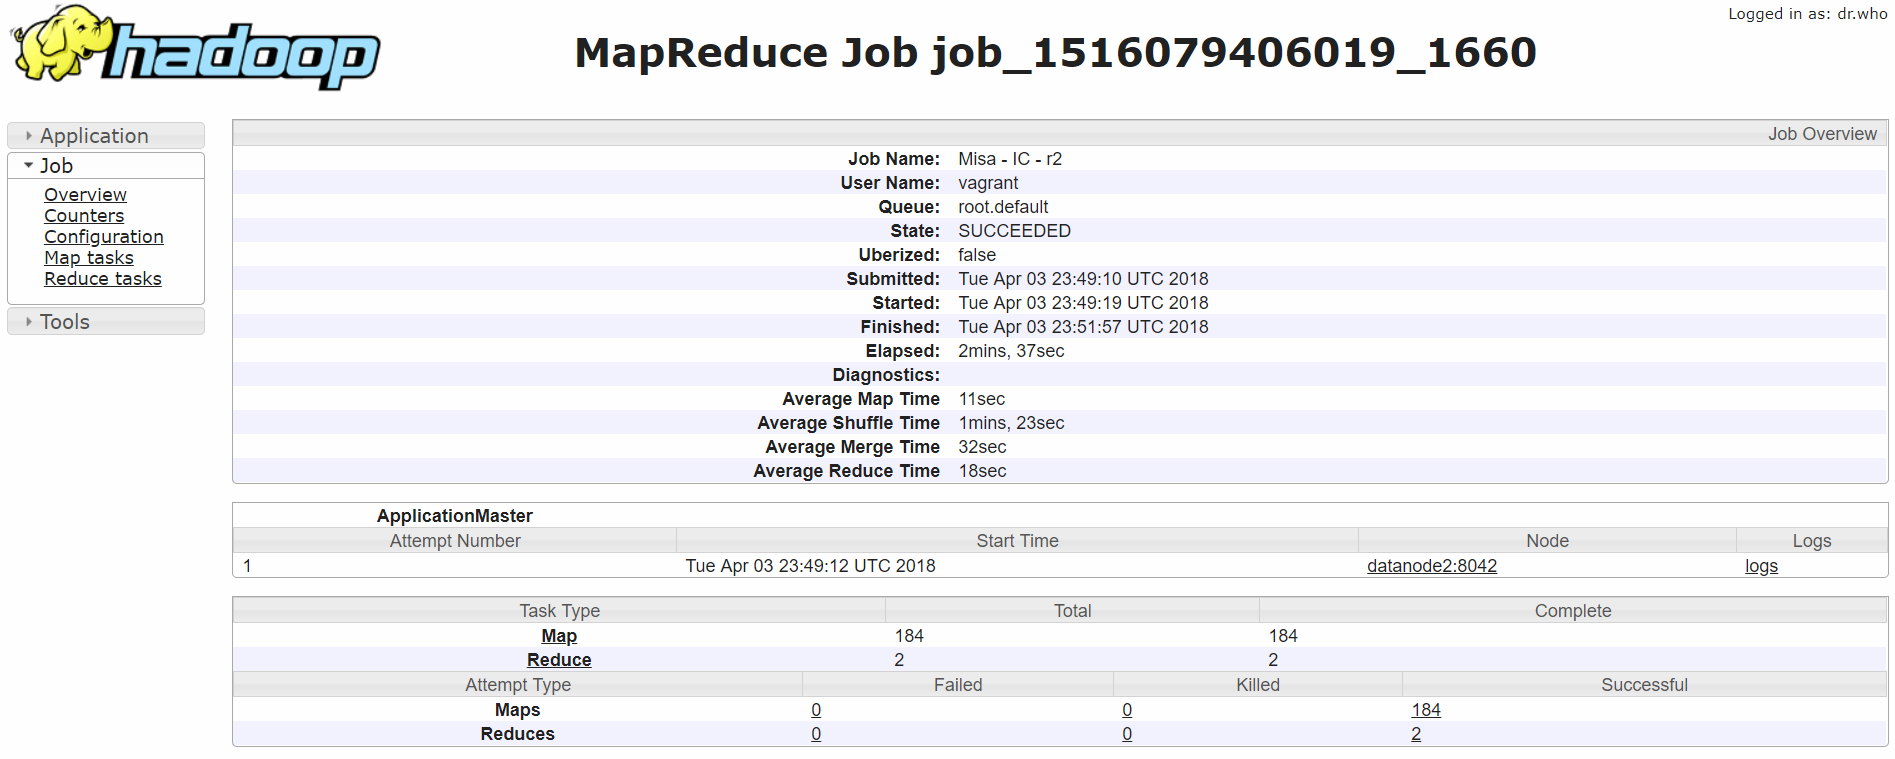 Logged in as: dr.who
hadoop
MapReduce Job job_1516079406019_1660
Application
Job
Overview
Counters
Configuration
Map tasks
Reduce tasks
Tools
Job Overview
Job Name: Misa - IC - r2
User Name: vagrant
Queue: root.default
State: SUCCEEDED
Uberized: false
Submitted: Tue Apr 03 23:49:10 UTC 2018
Started: Tue Apr 03 23:49:19 UTC 2018
Finished: Tue Apr 03 23:51:57 UTC 2018
Elapsed: 2mins, 37sec
Diagnostics:
Average Map Time 11sec
Average Shuffle Time 1mins, 23sec
Average Merge Time 32sec
Average Reduce Time 18sec
ApplicationMaster
Attempt Number Start Time Node Logs
1 Tue Apr 03 23:49:12 UTC 2018 datanode2:8042 logs
Task Type Total Complete
Map 184 184
Reduce 2 2
Attempt Type Failed Killed Successful
Maps 0 0 184
Reduces 0 0 2